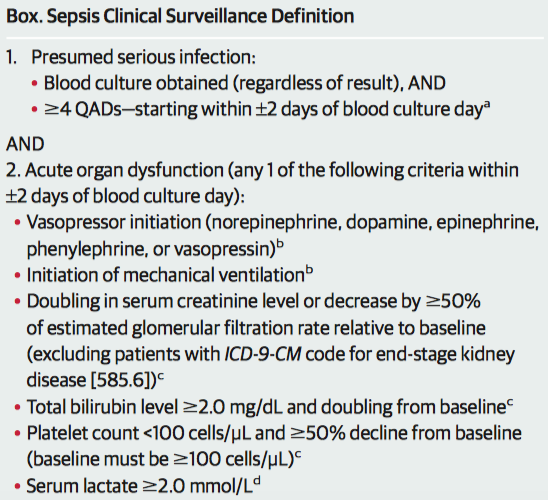 Box. Sepsis Clinical Surveillance Definition
1. Presumed serious infection:
• Blood culture obtained (regardless of result), AND
• ≥4 QADs—starting within ±2 days of blood culture dayᵃ
AND
2. Acute organ dysfunction (any 1 of the following criteria within
±2 days of blood culture day):
• Vasopressor initiation (norepinephrine, dopamine, epinephrine,
phenylephrine, or vasopressin)ᵇ
• Initiation of mechanical ventilationᵇ
• Doubling in serum creatinine level or decrease by ≥50%
of estimated glomerular filtration rate relative to baseline
(excluding patients with ICD-9-CM code for end-stage kidney
disease [585.6])ᶜ
• Total bilirubin level ≥2.0 mg/dL and doubling from baselineᶜ
• Platelet count <100 cells/μL and ≥50% decline from baseline
(baseline must be ≥100 cells/μL)ᶜ
• Serum lactate ≥2.0 mmol/Lᵈ